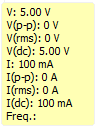 V: 5.00 V
V(p-p): 0 V
V(rms): 0 V
V(dc): 5.00 V
I: 100 mA
I(p-p): 0 A
I(rms): 0 A
I(dc): 100 mA
Freq.: